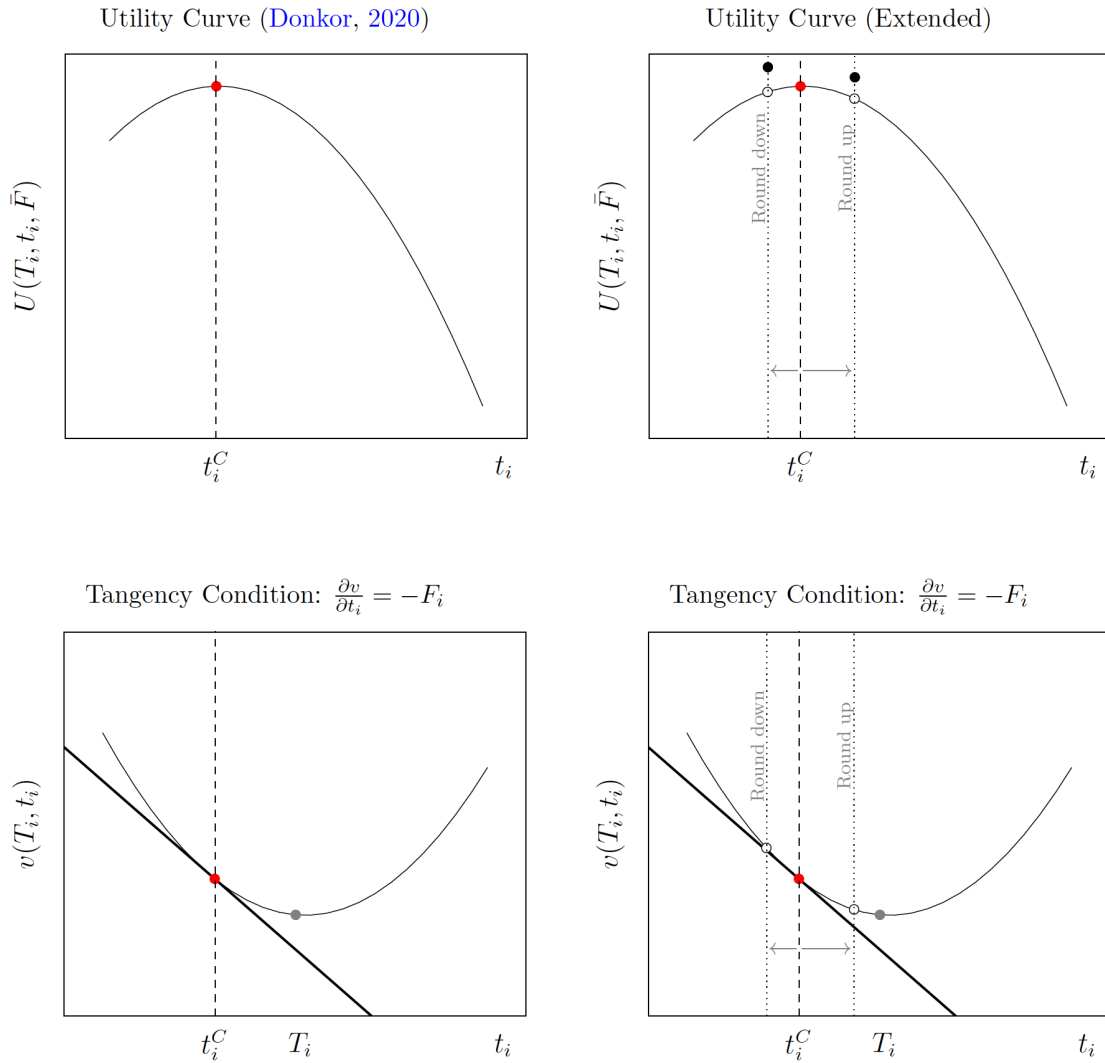 Utility Curve (Donkor, 2020)
U(T_i, t_i, F̄)
t_i^C
t_i
Utility Curve (Extended)
U(T_i, t_i, F̄)
Round down
Round up
t_i^C
t_i
Tangency Condition: ∂v/∂t_i = −F_i
v(T_i, t_i)
t_i^C
T_i
t_i
Tangency Condition: ∂v/∂t_i = −F_i
v(T_i, t_i)
Round down
Round up
t_i^C
T_i
t_i